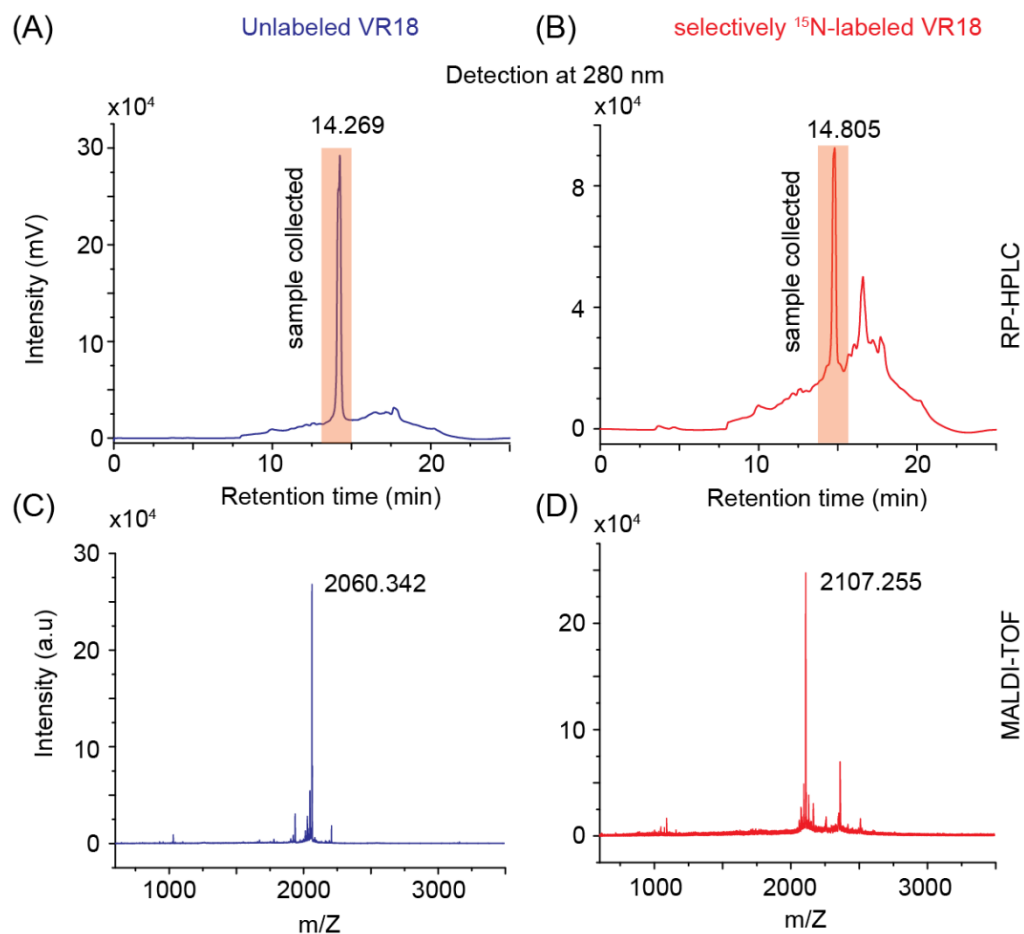 (A)
Unlabeled VR18
(B)
selectively ¹⁵N-labeled VR18
Detection at 280 nm
x10⁴
30
20
10
0
Intensity (mV)
14.269
sample collected
0
10
20
Retention time (min)
x10⁴
8
4
0
14.805
sample collected
0
10
20
Retention time (min)
RP-HPLC
(C)
x10⁴
30
20
10
0
Intensity (a.u)
2060.342
1000
2000
3000
m/Z
(D)
x10⁴
20
10
0
2107.255
1000
2000
3000
m/Z
MALDI-TOF